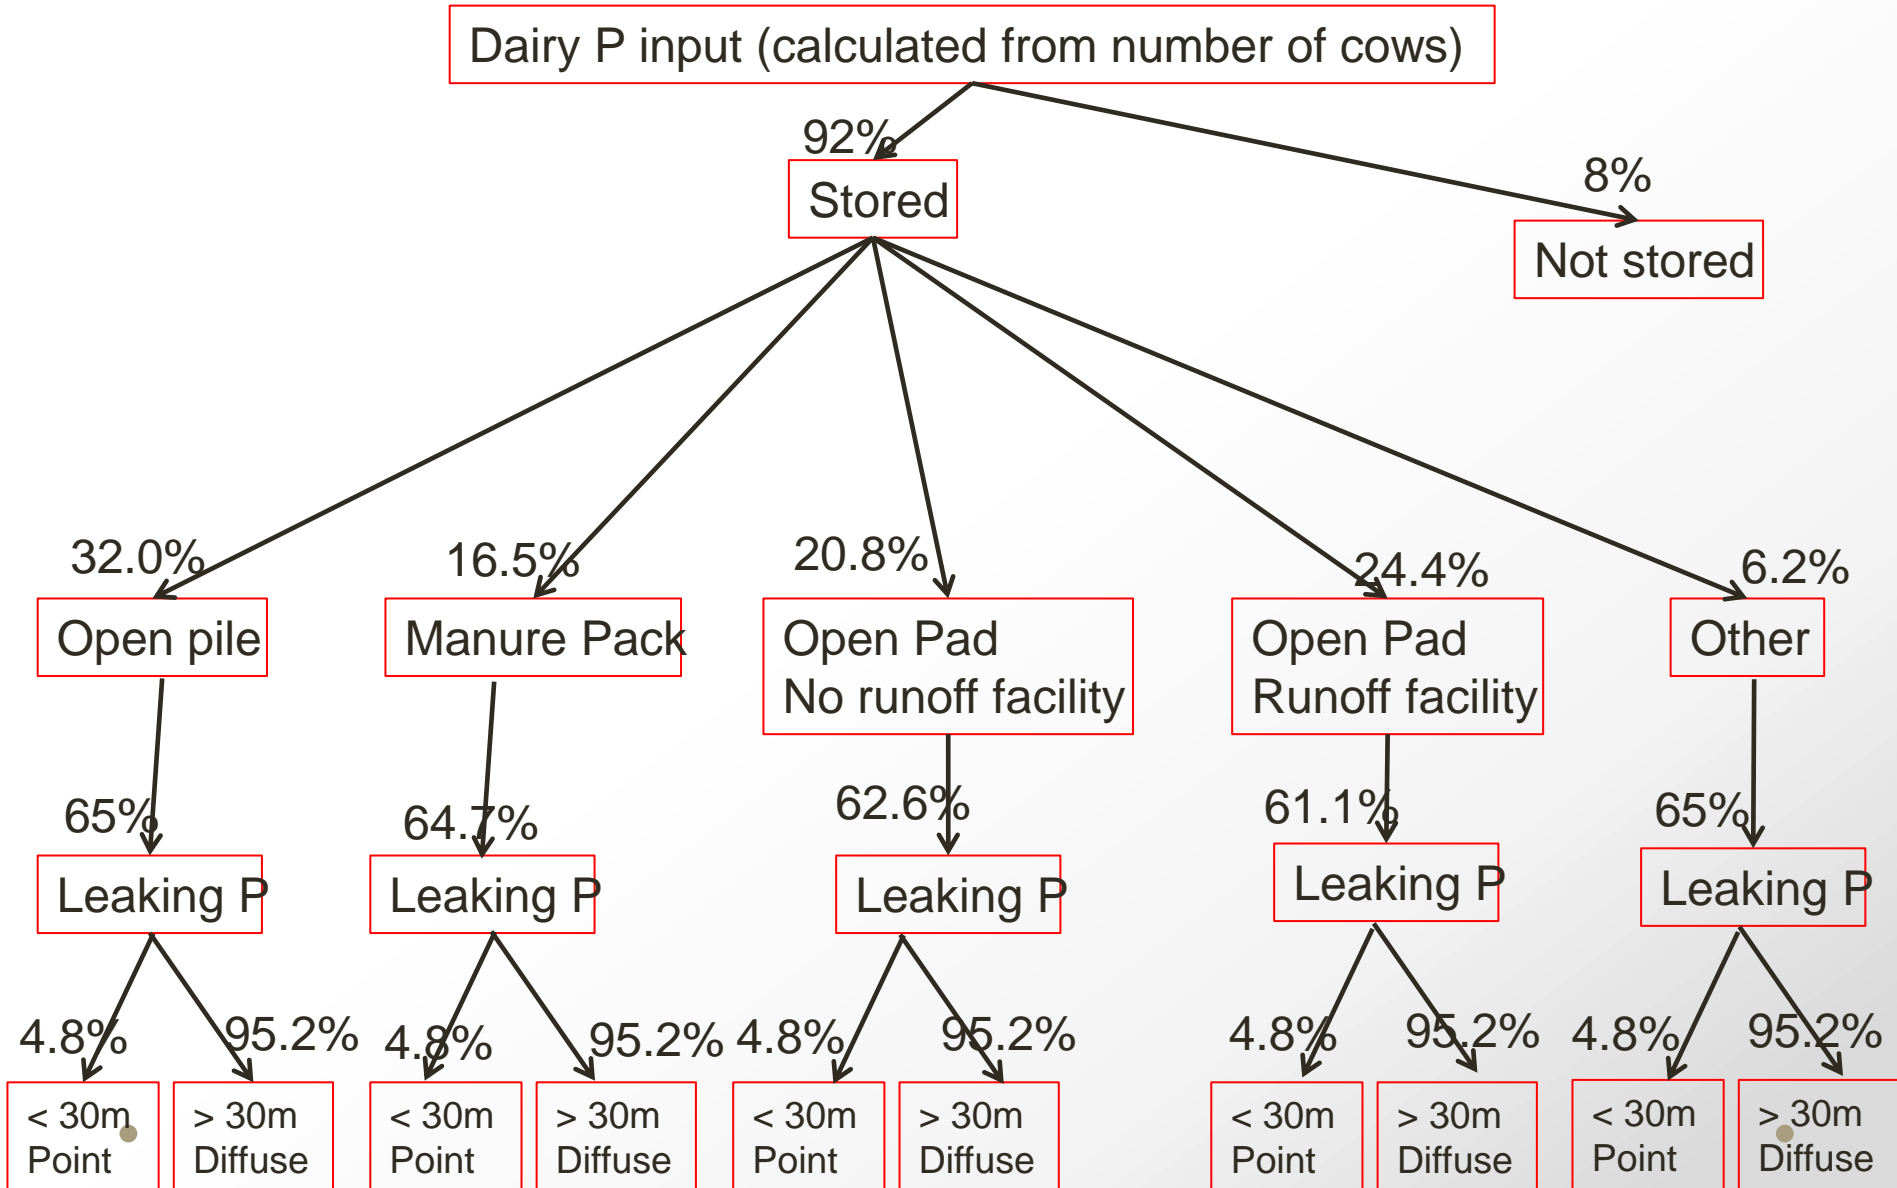 Dairy P input (calculated from number of cows)
92%
8%
Stored
Not stored
32.0%
16.5%
20.8%
24.4%
6.2%
Open pile
Manure Pack
Open Pad
No runoff facility
Open Pad
Runoff facility
Other
65%
64.7%
62.6%
61.1%
65%
Leaking P
Leaking P
Leaking P
Leaking P
Leaking P
4.8%
95.2%
4.8%
95.2%
4.8%
95.2%
4.8%
95.2%
4.8%
95.2%
< 30m
Point
> 30m
Diffuse
< 30m
Point
> 30m
Diffuse
< 30m
Point
> 30m
Diffuse
< 30m
Point
> 30m
Diffuse
< 30m
Point
> 30m
Diffuse